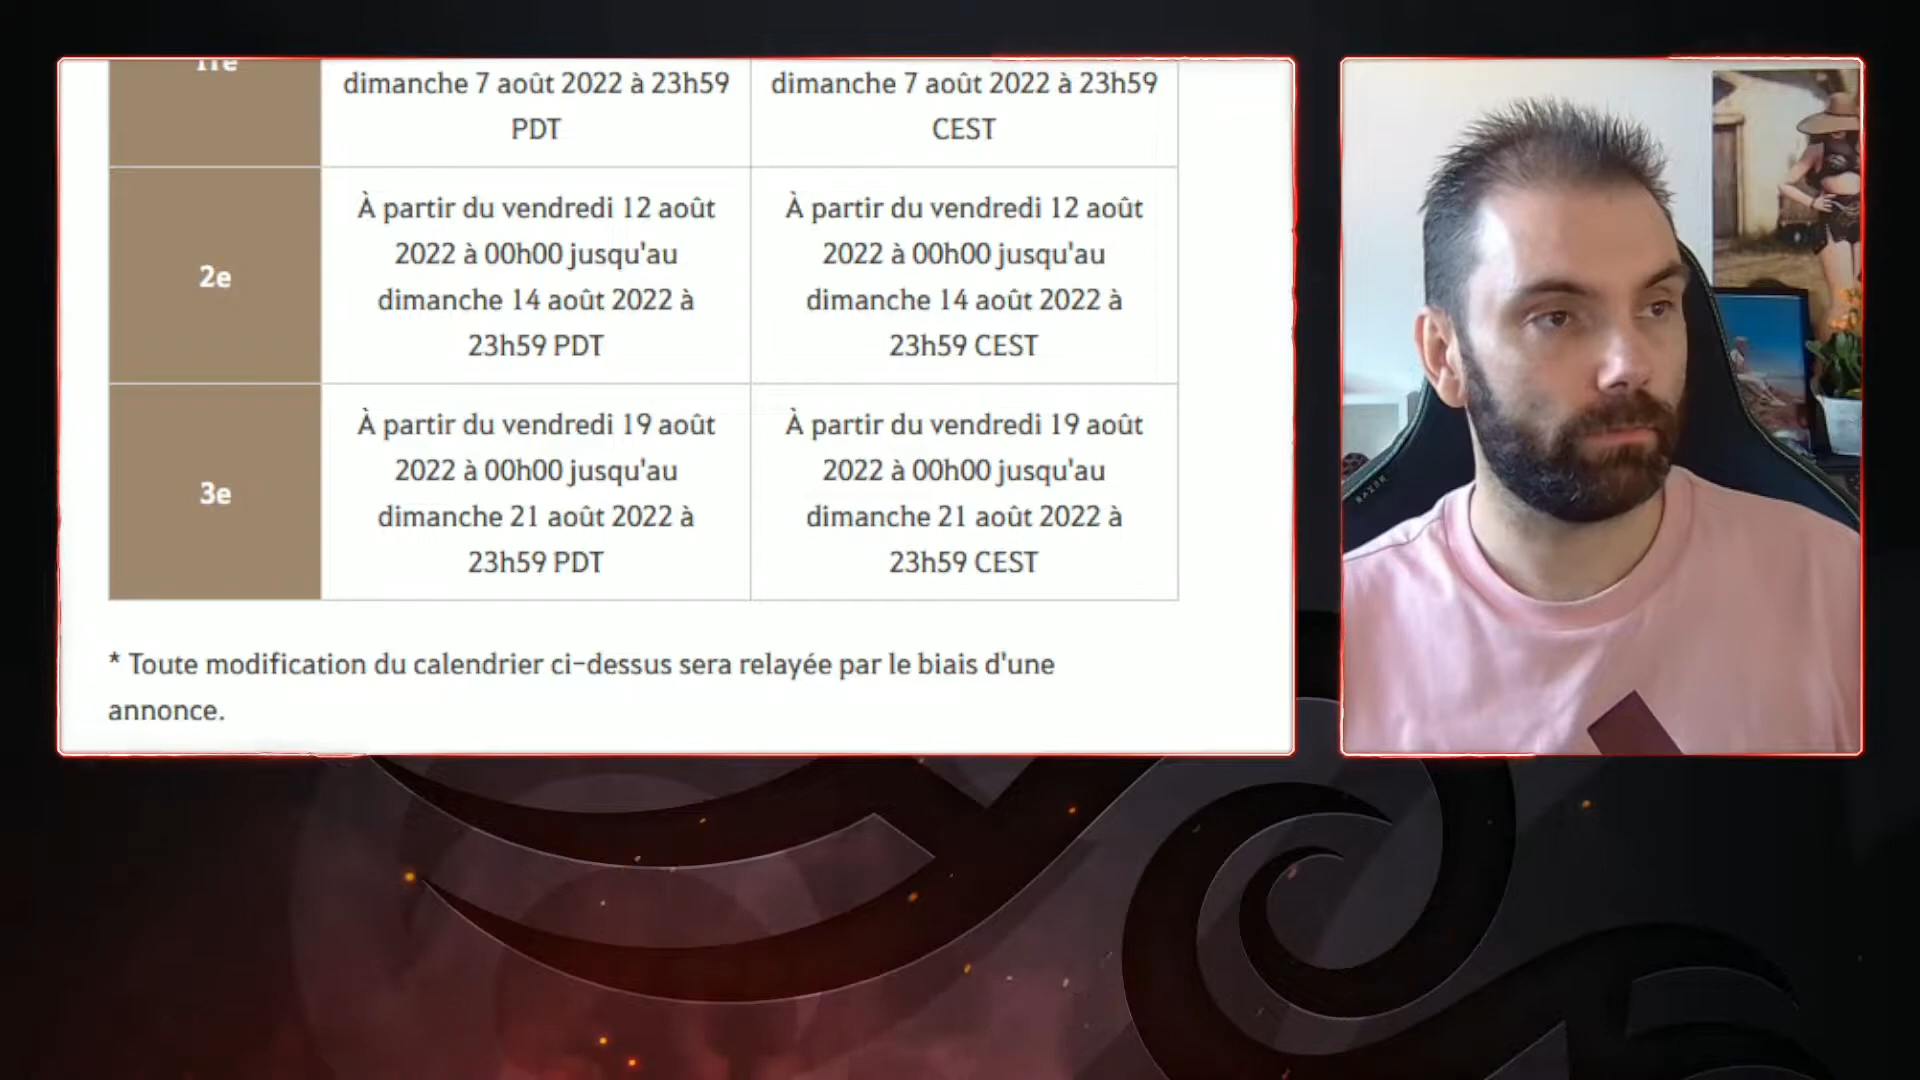 1re
dimanche 7 août 2022 à 23h59
PDT
dimanche 7 août 2022 à 23h59
CEST
2e
À partir du vendredi 12 août
2022 à 00h00 jusqu'au
dimanche 14 août 2022 à
23h59 PDT
À partir du vendredi 12 août
2022 à 00h00 jusqu'au
dimanche 14 août 2022 à
23h59 CEST
3e
À partir du vendredi 19 août
2022 à 00h00 jusqu'au
dimanche 21 août 2022 à
23h59 PDT
À partir du vendredi 19 août
2022 à 00h00 jusqu'au
dimanche 21 août 2022 à
23h59 CEST
* Toute modification du calendrier ci-dessus sera relayée par le biais d'une
annonce.
RAZER